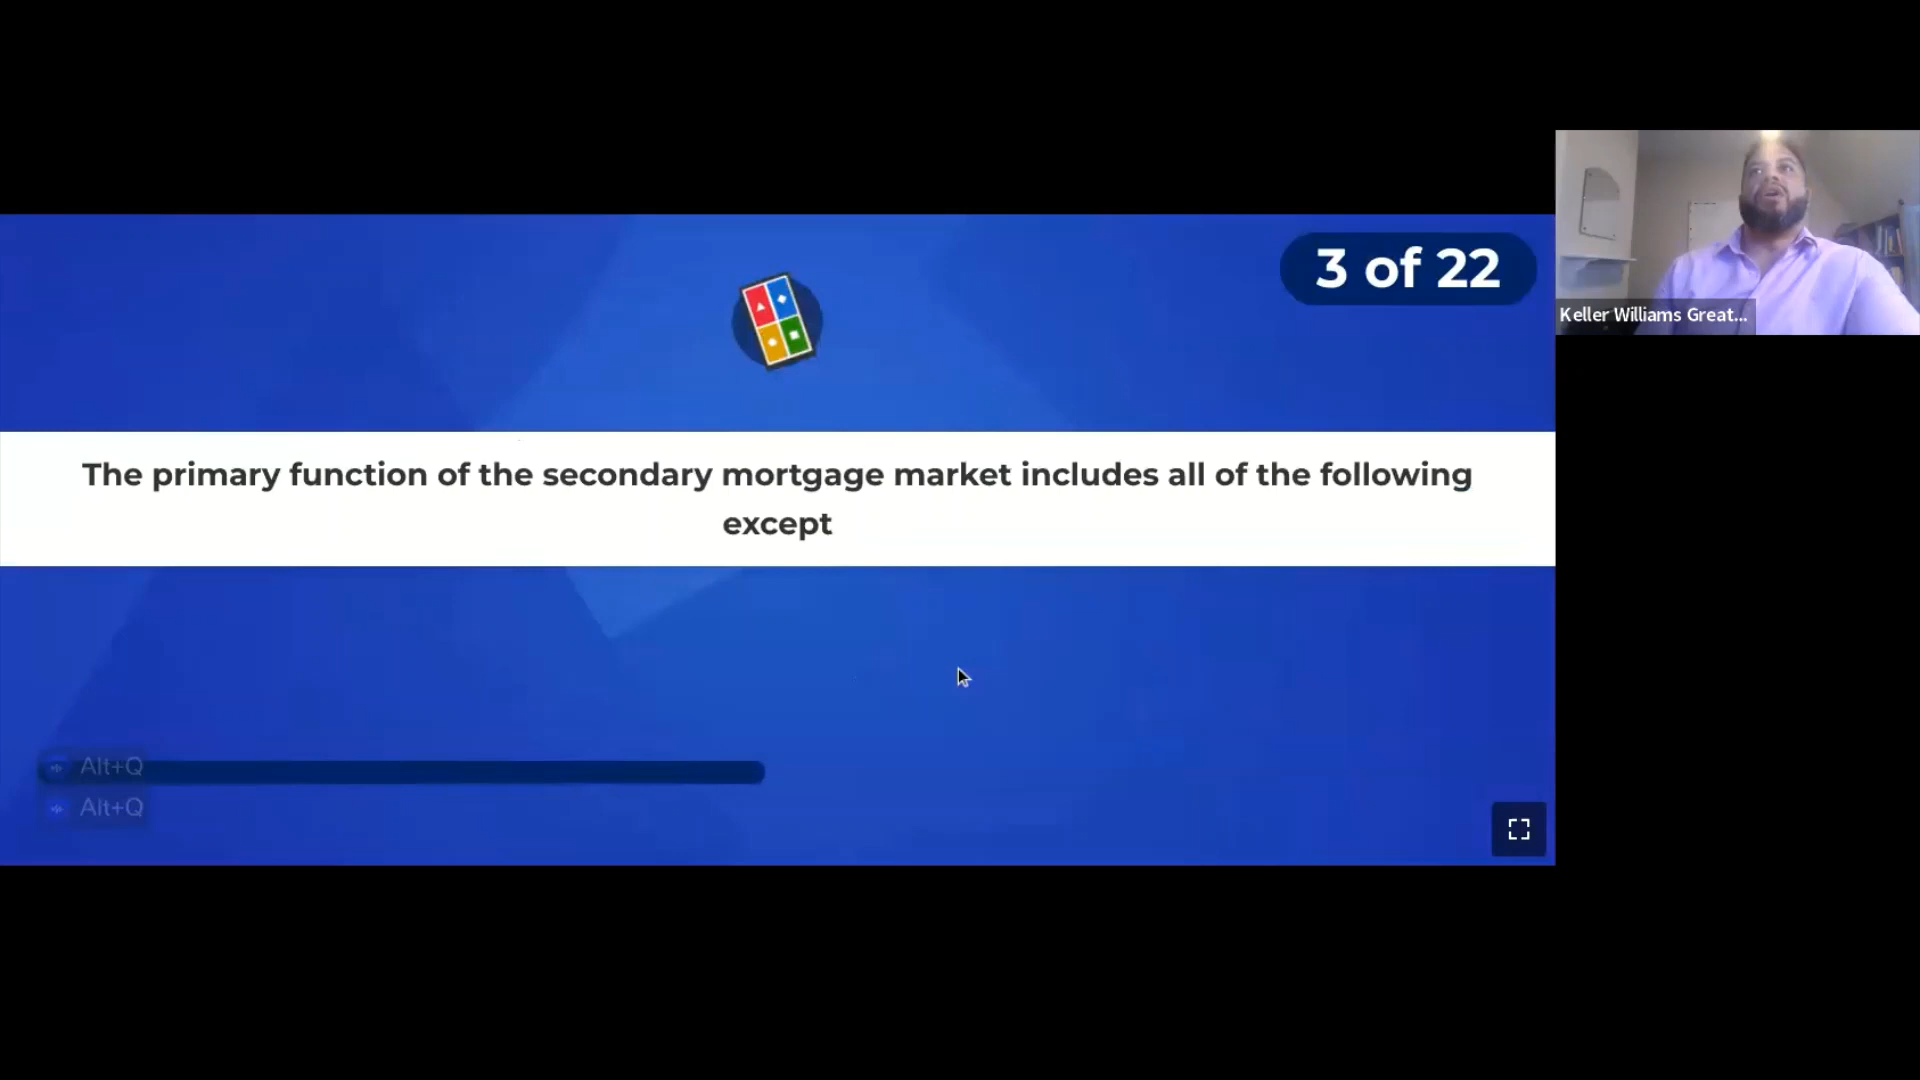 3 of 22
Keller Williams Great...
The primary function of the secondary mortgage market includes all of the following
except
Alt+Q
Alt+Q